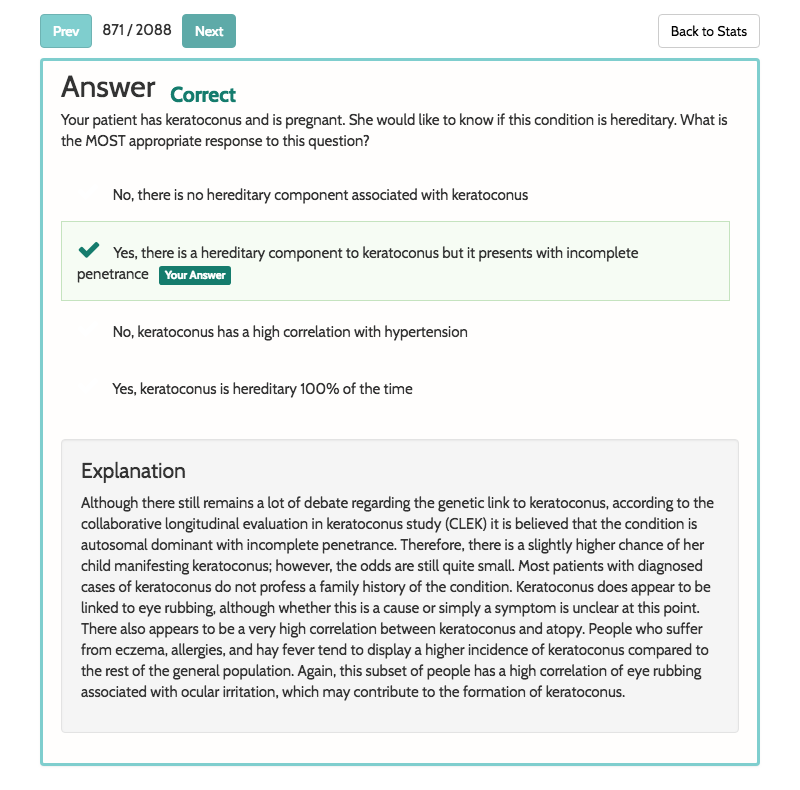 Prev 871 / 2088 Next Back to Stats
Answer Correct
Your patient has keratoconus and is pregnant. She would like to know if this condition is hereditary. What is
the MOST appropriate response to this question?
No, there is no hereditary component associated with keratoconus
Yes, there is a hereditary component to keratoconus but it presents with incomplete
penetrance Your Answer
No, keratoconus has a high correlation with hypertension
Yes, keratoconus is hereditary 100% of the time
Explanation
Although there still remains a lot of debate regarding the genetic link to keratoconus, according to the
collaborative longitudinal evaluation in keratoconus study (CLEK) it is believed that the condition is
autosomal dominant with incomplete penetrance. Therefore, there is a slightly higher chance of her
child manifesting keratoconus; however, the odds are still quite small. Most patients with diagnosed
cases of keratoconus do not profess a family history of the condition. Keratoconus does appear to be
linked to eye rubbing, although whether this is a cause or simply a symptom is unclear at this point.
There also appears to be a very high correlation between keratoconus and atopy. People who suffer
from eczema, allergies, and hay fever tend to display a higher incidence of keratoconus compared to
the rest of the general population. Again, this subset of people has a high correlation of eye rubbing
associated with ocular irritation, which may contribute to the formation of keratoconus.